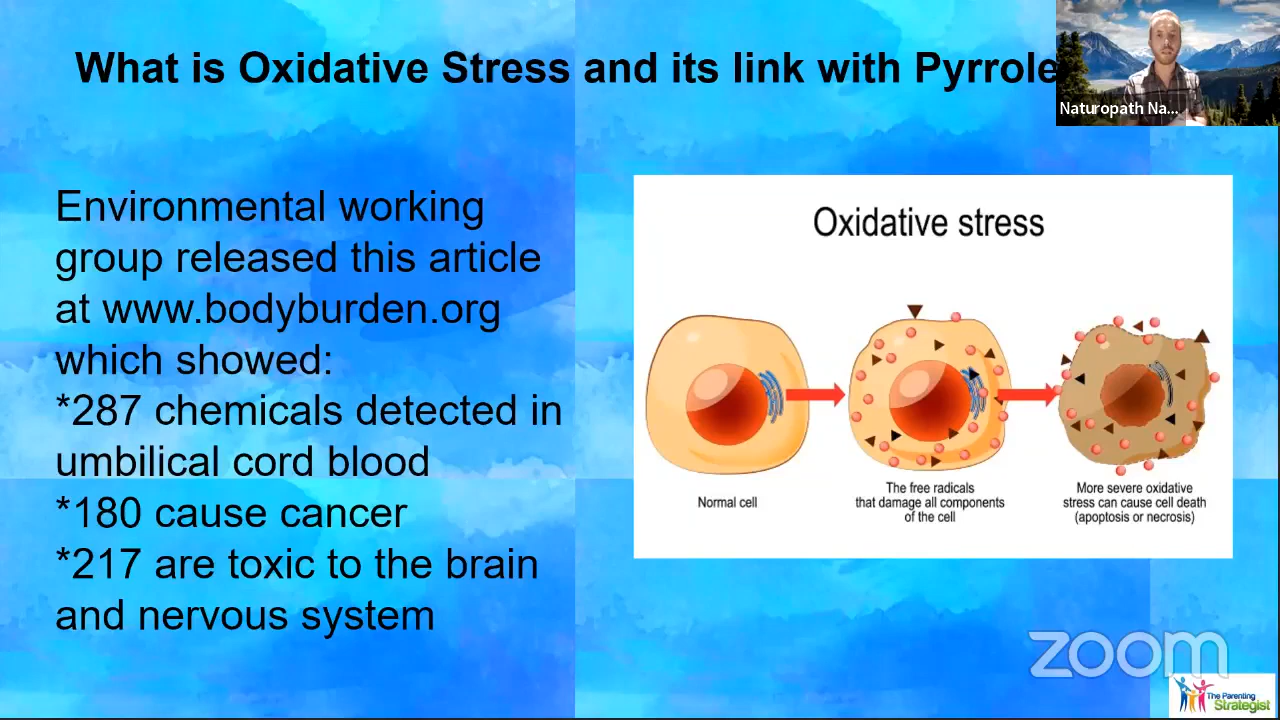 What is Oxidative Stress and its link with Pyrrole
Naturopath Na...
Environmental working
group released this article
at www.bodyburden.org
which showed:
*287 chemicals detected in
umbilical cord blood
*180 cause cancer
*217 are toxic to the brain
and nervous system
Oxidative stress
Normal cell
The free radicals
that damage all components
of the cell
More severe oxidative
stress can cause cell death
(apoptosis or necrosis)
zoom
The Parenting
Strategist